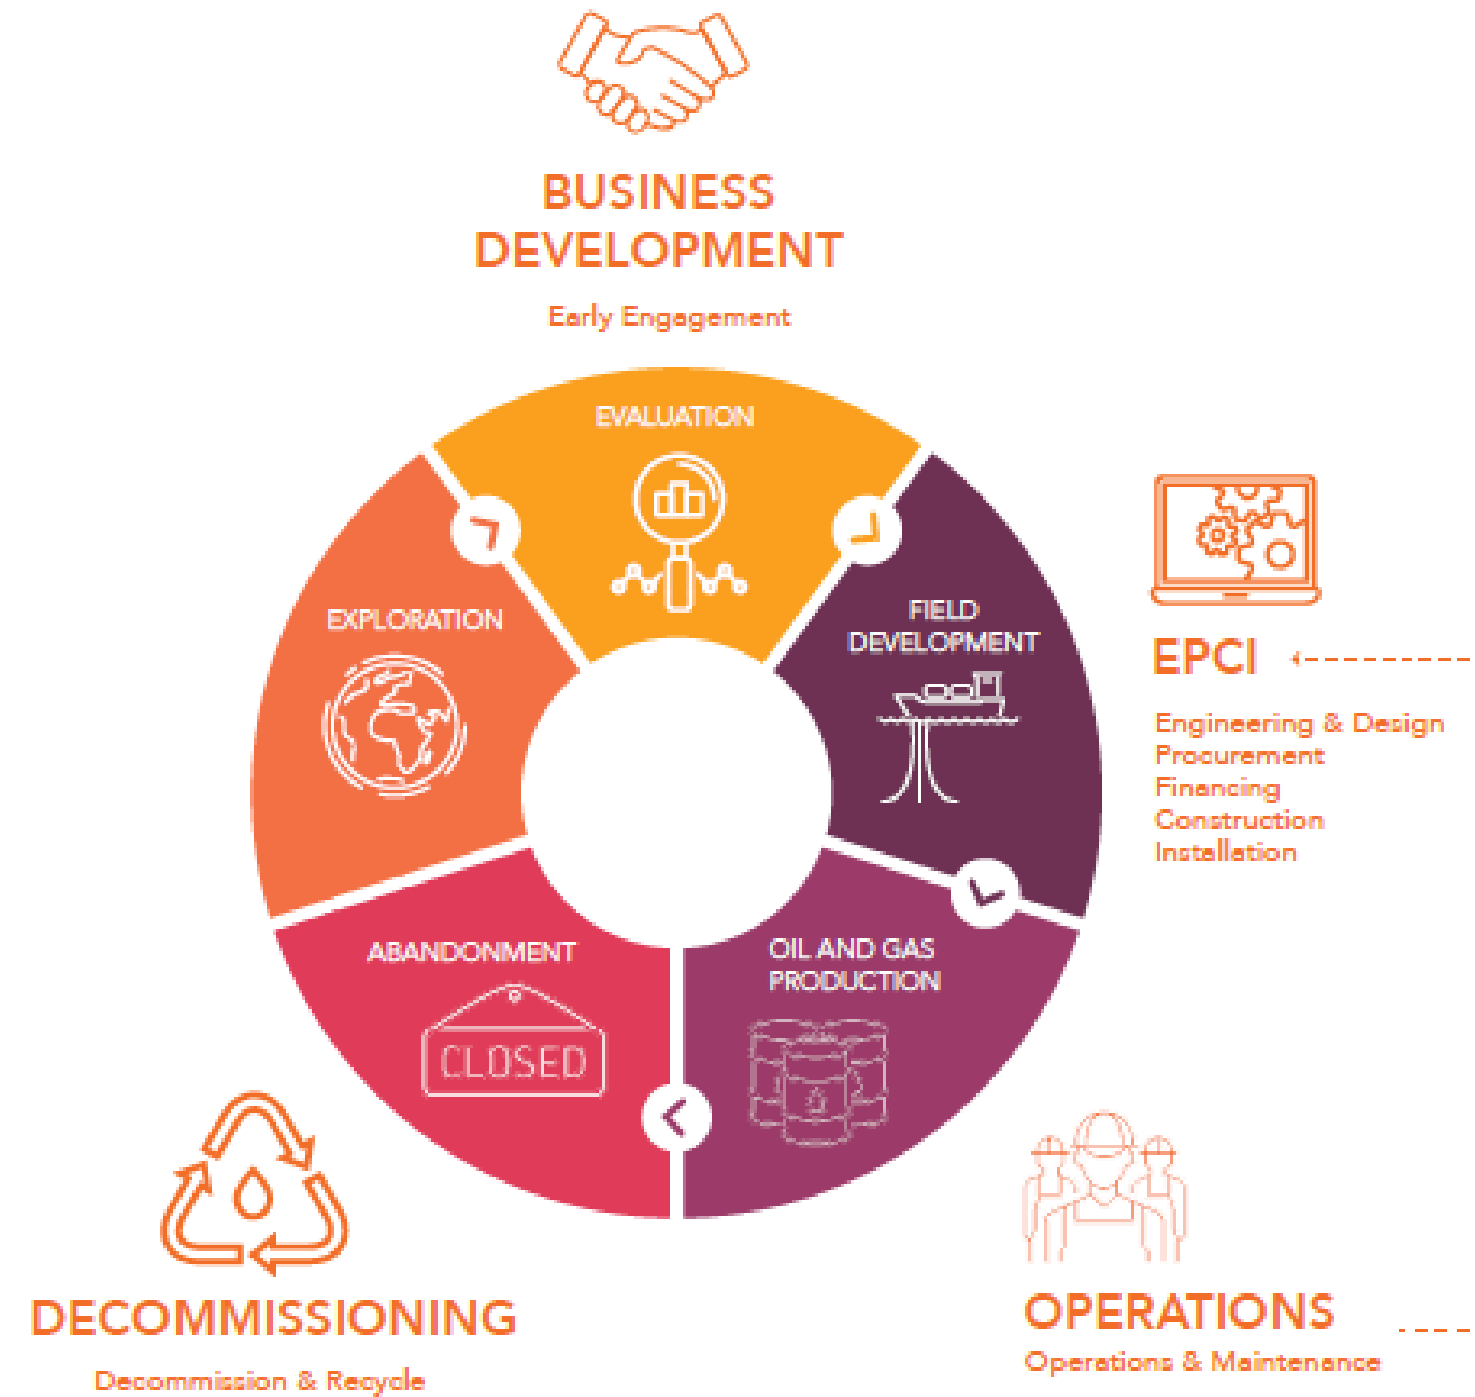 BUSINESS
DEVELOPMENT
Early Engagement
EVALUATION
EXPLORATION
FIELD
DEVELOPMENT
EPCI
Engineering & Design
Procurement
Financing
Construction
Installation
ABANDONMENT
CLOSED
OIL AND GAS
PRODUCTION
DECOMMISSIONING
Decommission & Recycle
OPERATIONS
Operations & Maintenance